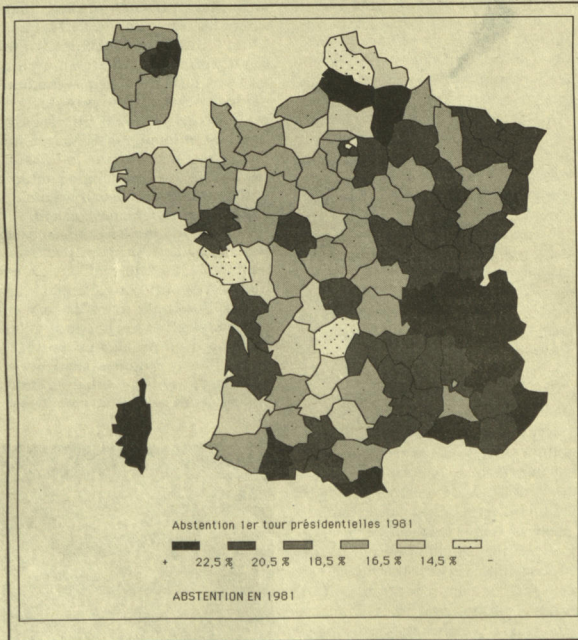 Abstention 1er tour présidentielles 1981
+ 22,5 % 20,5 % 18,5 % 16,5 % 14,5 % -
ABSTENTION EN 1981